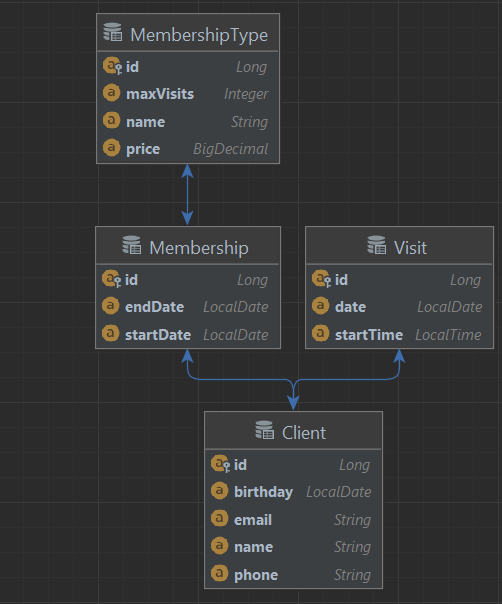 MembershipType
id Long
maxVisits Integer
name String
price BigDecimal
Membership
id Long
endDate LocalDate
startDate LocalDate
Visit
id Long
date LocalDate
startTime LocalTime
Client
id Long
birthday LocalDate
email String
name String
phone String